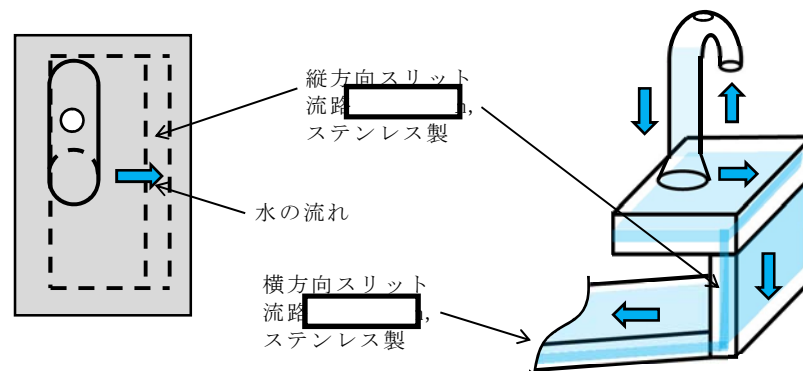 縦方向スリット
流路 ,
ステンレス製
水の流れ
横方向スリット
流路 ,
ステンレス製